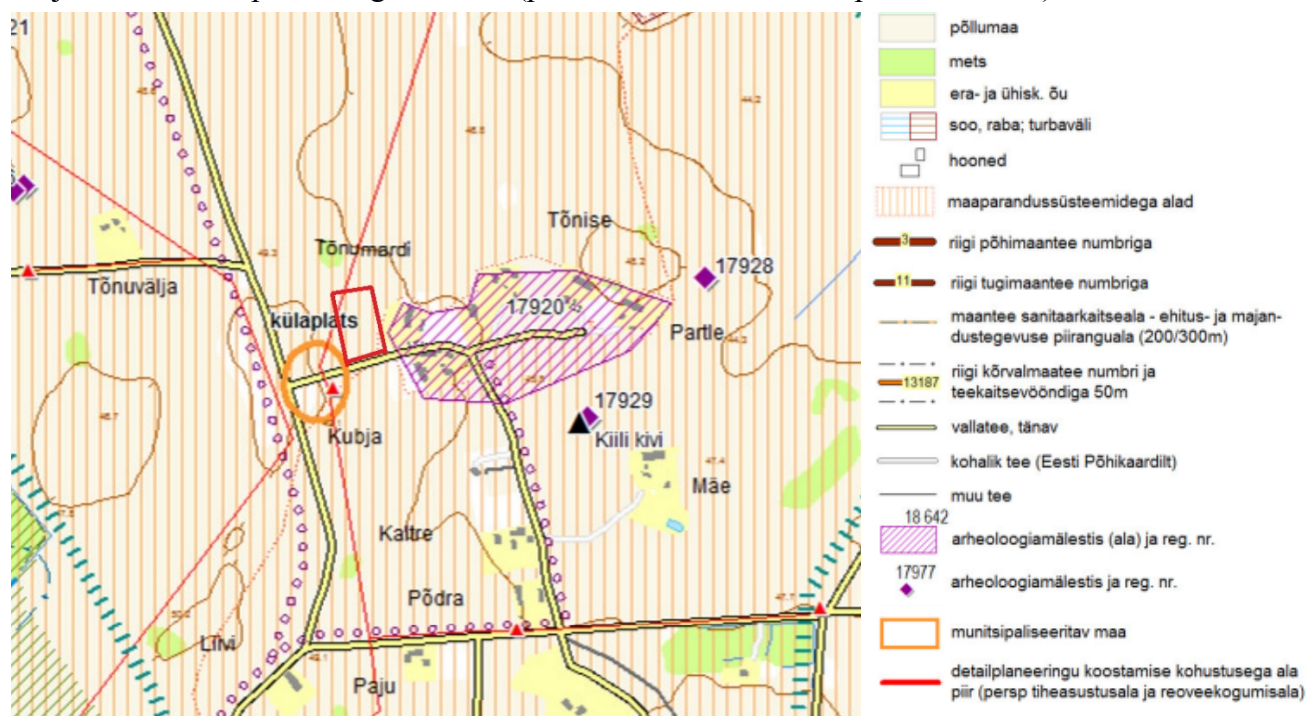 21
Tõnise
Tõnumardi
17928
Tõnuvälja
17920
külaplats
Partle
17929
Kiili kivi
Kubja
Mäe
Kaltre
Põdra
Liivi
Paju
põllumaa
mets
era- ja ühisk. õu
soo, raba; turbaväli
hooned
maaparandussüsteemidega alad
3
riigi põhimaantee numbriga
11
riigi tugimaantee numbriga
maantee sanitaarkaitseala - ehitus- ja majan-
dustegevuse piiranguala (200/300m)
13187
riigi kõrvalmaatee numbri ja
teekaitsevööndiga 50m
vallatee, tänav
kohalik tee (Eesti Põhikaardilt)
muu tee
18 642
arheoloogiamälestis (ala) ja reg. nr.
17977
arheoloogiamälestis ja reg. nr.
munitsipaliseeritav maa
detailplaneeringu koostamise kohustusega ala
piir (persp tiheasustusala ja reoveekogumisala)